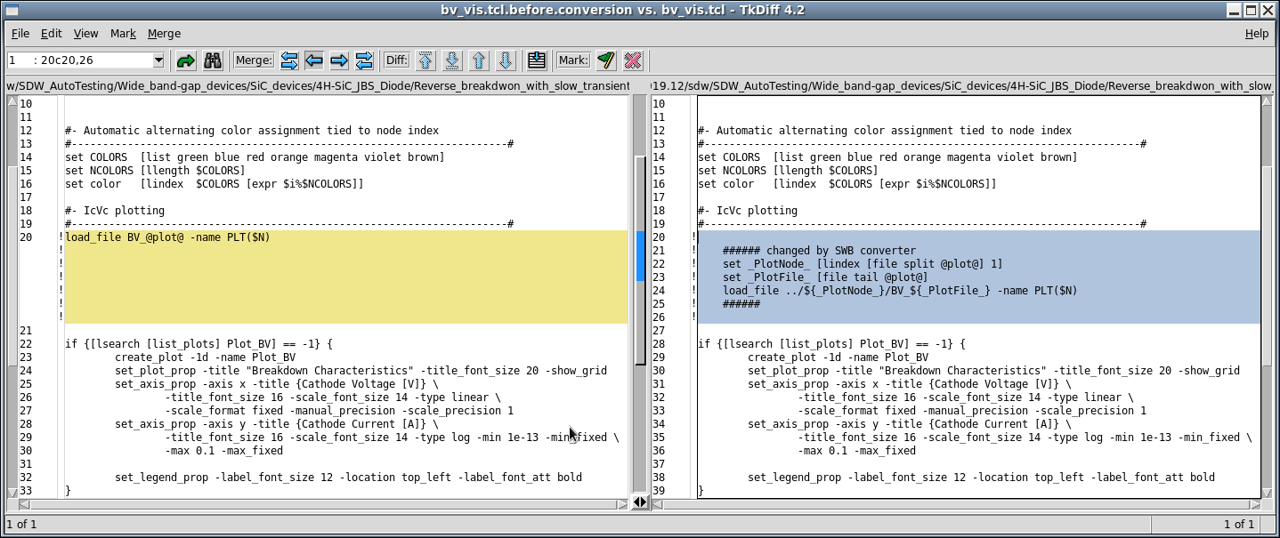 bv_vis.tcl.before.conversion vs. bv_vis.tcl - TkDiff 4.2
File Edit View Mark Merge Help
1 : 20c20,26 Merge: Diff: Mark:
w/SDW_AutoTesting/Wide_band-gap_devices/SiC_devices/4H-SiC_JBS_Diode/Reverse_breakdwon_with_slow_transient
19.12/sdw/SDW_AutoTesting/Wide_band-gap_devices/SiC_devices/4H-SiC_JBS_Diode/Reverse_breakdwon_with_slow_
10
11
12 #- Automatic alternating color assignment tied to node index
13 #----------------------------------------------------------------------#
14 set COLORS [list green blue red orange magenta violet brown]
15 set NCOLORS [llength $COLORS]
16 set color [lindex $COLORS [expr $i%$NCOLORS]]
17
18 #- IcVc plotting
19 #----------------------------------------------------------------------#
20 !load_file BV_@plot@ -name PLT($N)
!
!
!
!
!
!
21
22 if {[lsearch [list_plots] Plot_BV] == -1} {
23 create_plot -1d -name Plot_BV
24 set_plot_prop -title "Breakdown Characteristics" -title_font_size 20 -show_grid
25 set_axis_prop -axis x -title {Cathode Voltage [V]} \
26 -title_font_size 16 -scale_font_size 14 -type linear \
27 -scale_format fixed -manual_precision -scale_precision 1
28 set_axis_prop -axis y -title {Cathode Current [A]} \
29 -title_font_size 16 -scale_font_size 14 -type log -min 1e-13 -min_fixed \
30 -max 0.1 -max_fixed
31
32 set_legend_prop -label_font_size 12 -location top_left -label_font_att bold
33 }
10
11
12 #- Automatic alternating color assignment tied to node index
13 #----------------------------------------------------------------------#
14 set COLORS [list green blue red orange magenta violet brown]
15 set NCOLORS [llength $COLORS]
16 set color [lindex $COLORS [expr $i%$NCOLORS]]
17
18 #- IcVc plotting
19 #----------------------------------------------------------------------#
20 !
21 ! ###### changed by SWB converter
22 ! set _PlotNode_ [lindex [file split @plot@] 1]
23 ! set _PlotFile_ [file tail @plot@]
24 ! load_file ../${_PlotNode_}/BV_${_PlotFile_} -name PLT($N)
25 ! ######
26 !
27
28 if {[lsearch [list_plots] Plot_BV] == -1} {
29 create_plot -1d -name Plot_BV
30 set_plot_prop -title "Breakdown Characteristics" -title_font_size 20 -show_grid
31 set_axis_prop -axis x -title {Cathode Voltage [V]} \
32 -title_font_size 16 -scale_font_size 14 -type linear \
33 -scale_format fixed -manual_precision -scale_precision 1
34 set_axis_prop -axis y -title {Cathode Current [A]} \
35 -title_font_size 16 -scale_font_size 14 -type log -min 1e-13 -min_fixed \
36 -max 0.1 -max_fixed
37
38 set_legend_prop -label_font_size 12 -location top_left -label_font_att bold
39 }
1 of 1
1 of 1